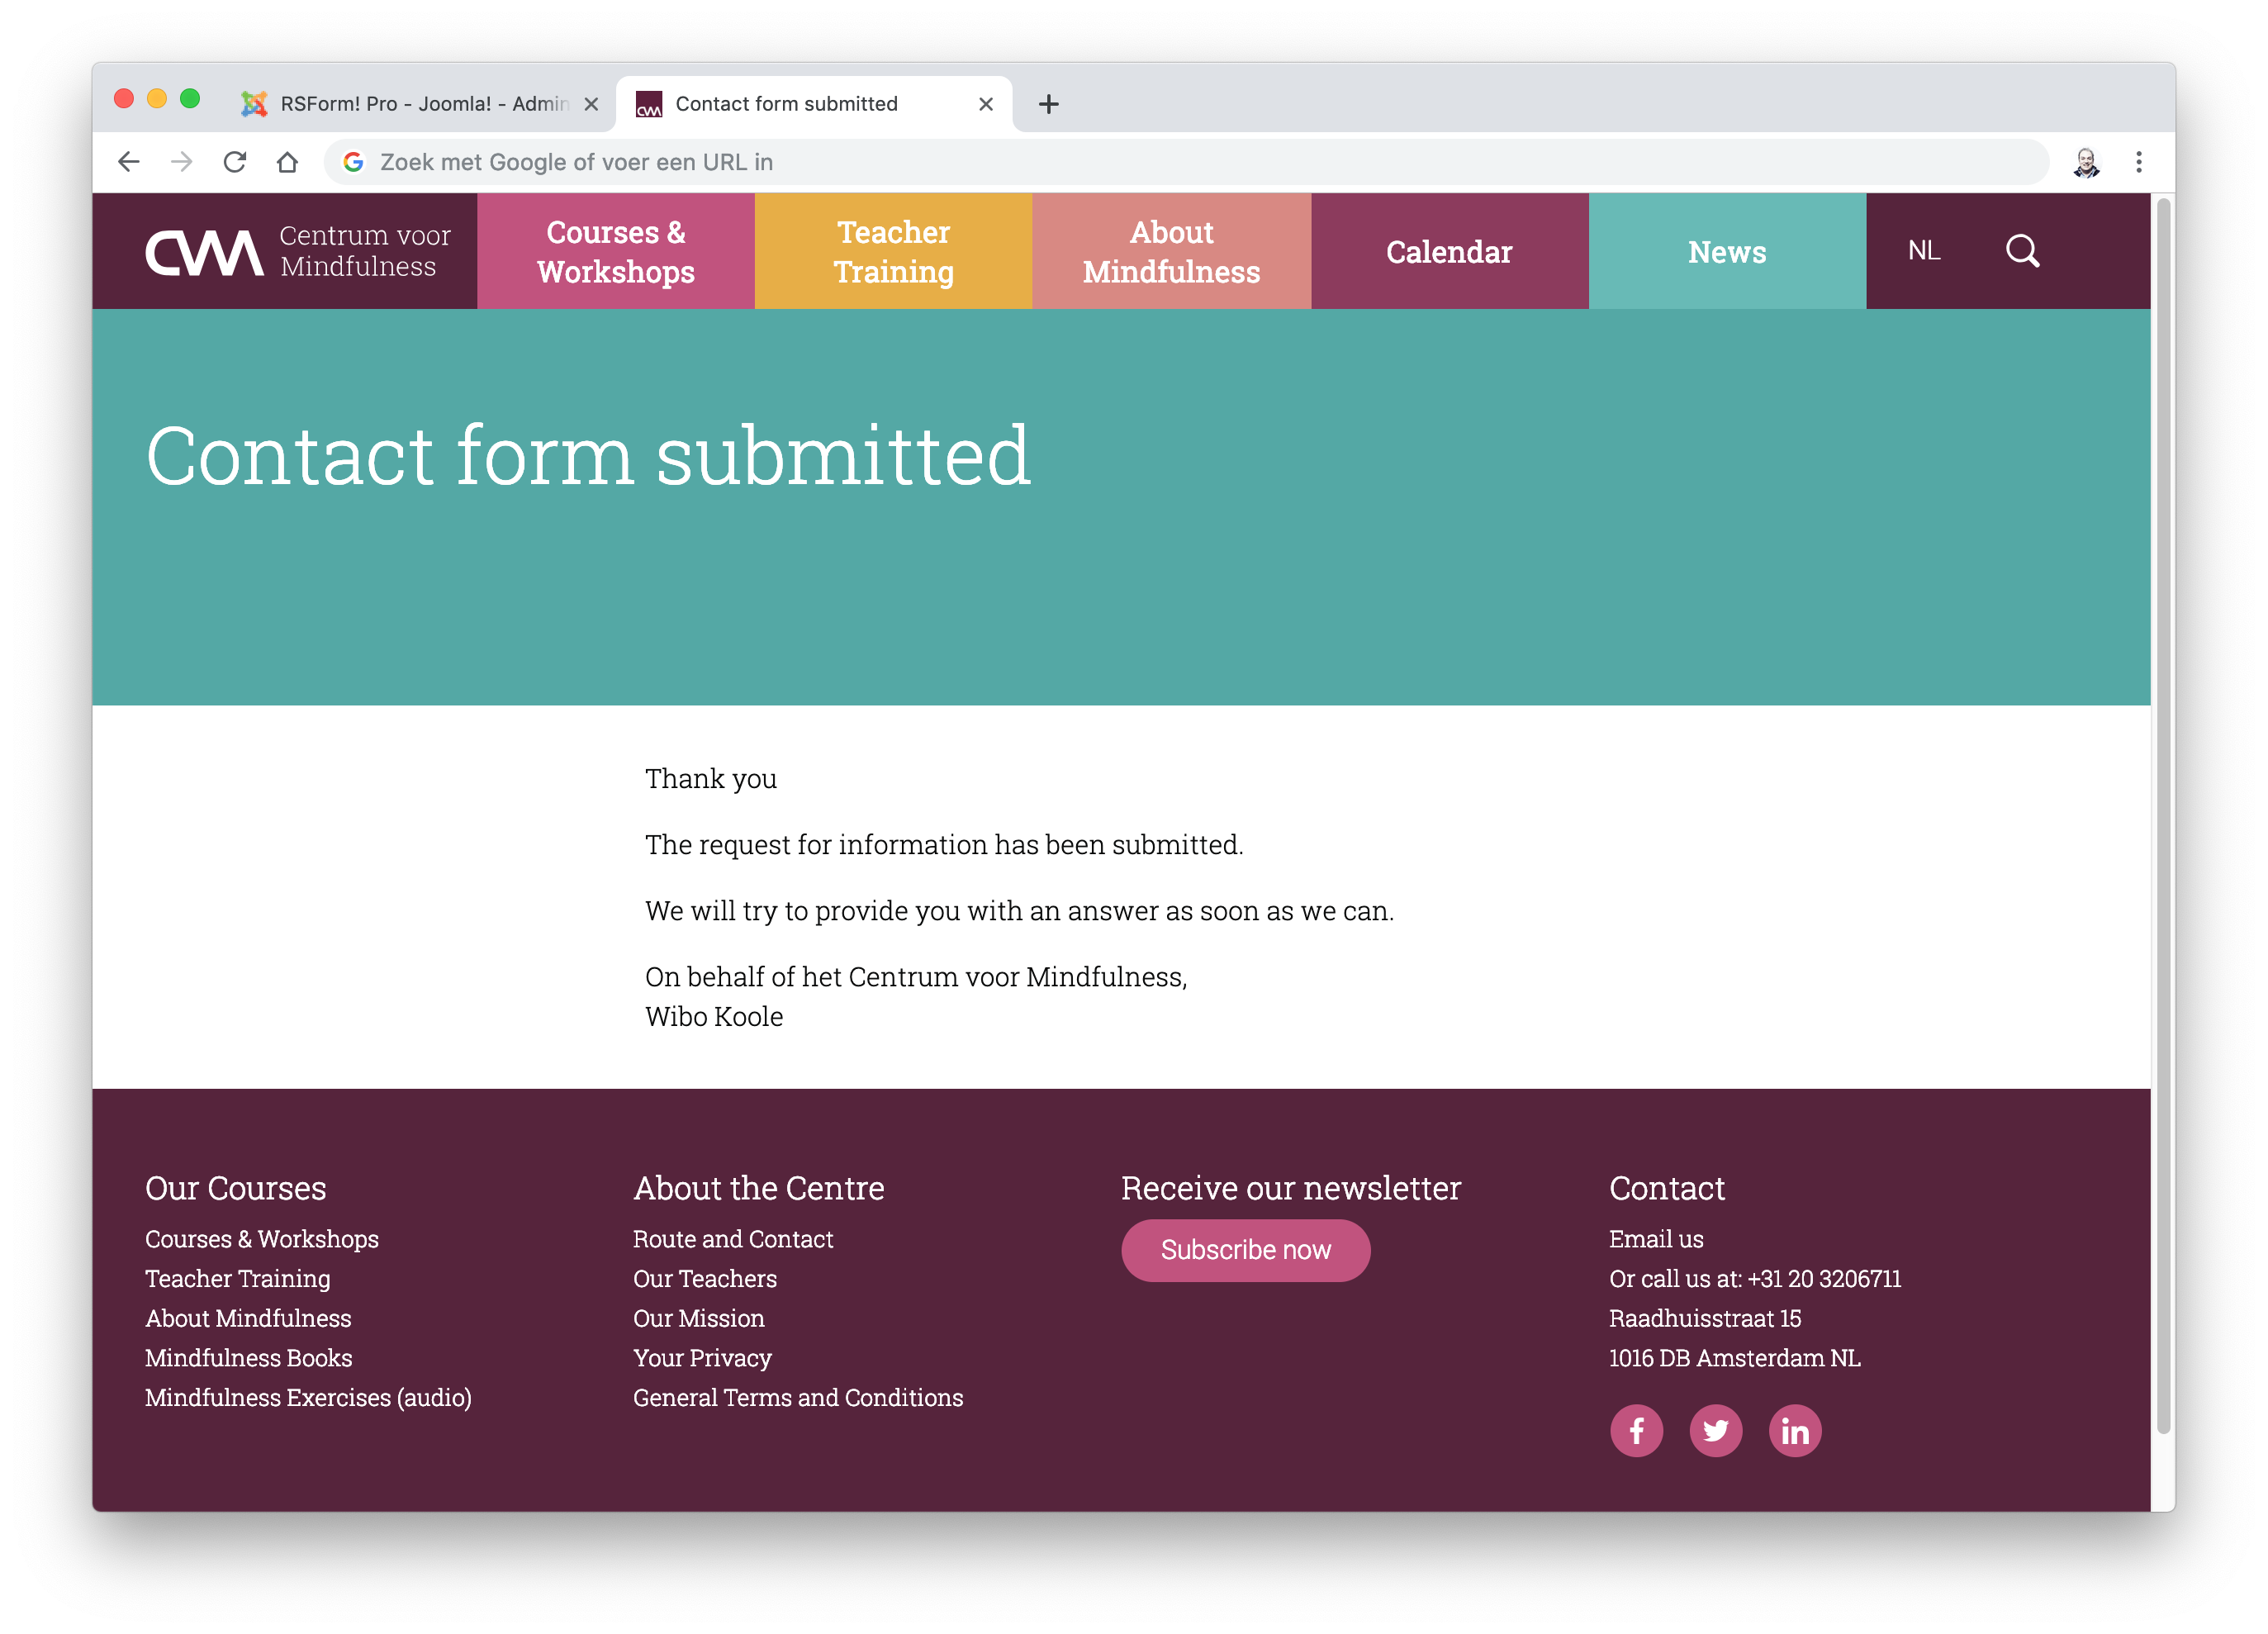 RSForm! Pro - Joomla! - Admin
Contact form submitted
Zoek met Google of voer een URL in
CVM Centrum voor
Mindfulness
Courses &
Workshops
Teacher
Training
About
Mindfulness
Calendar
News
NL
Contact form submitted
Thank you
The request for information has been submitted.
We will try to provide you with an answer as soon as we can.
On behalf of het Centrum voor Mindfulness,
Wibo Koole
Our Courses
Courses & Workshops
Teacher Training
About Mindfulness
Mindfulness Books
Mindfulness Exercises (audio)
About the Centre
Route and Contact
Our Teachers
Our Mission
Your Privacy
General Terms and Conditions
Receive our newsletter
Subscribe now
Contact
Email us
Or call us at: +31 20 3206711
Raadhuisstraat 15
1016 DB Amsterdam NL